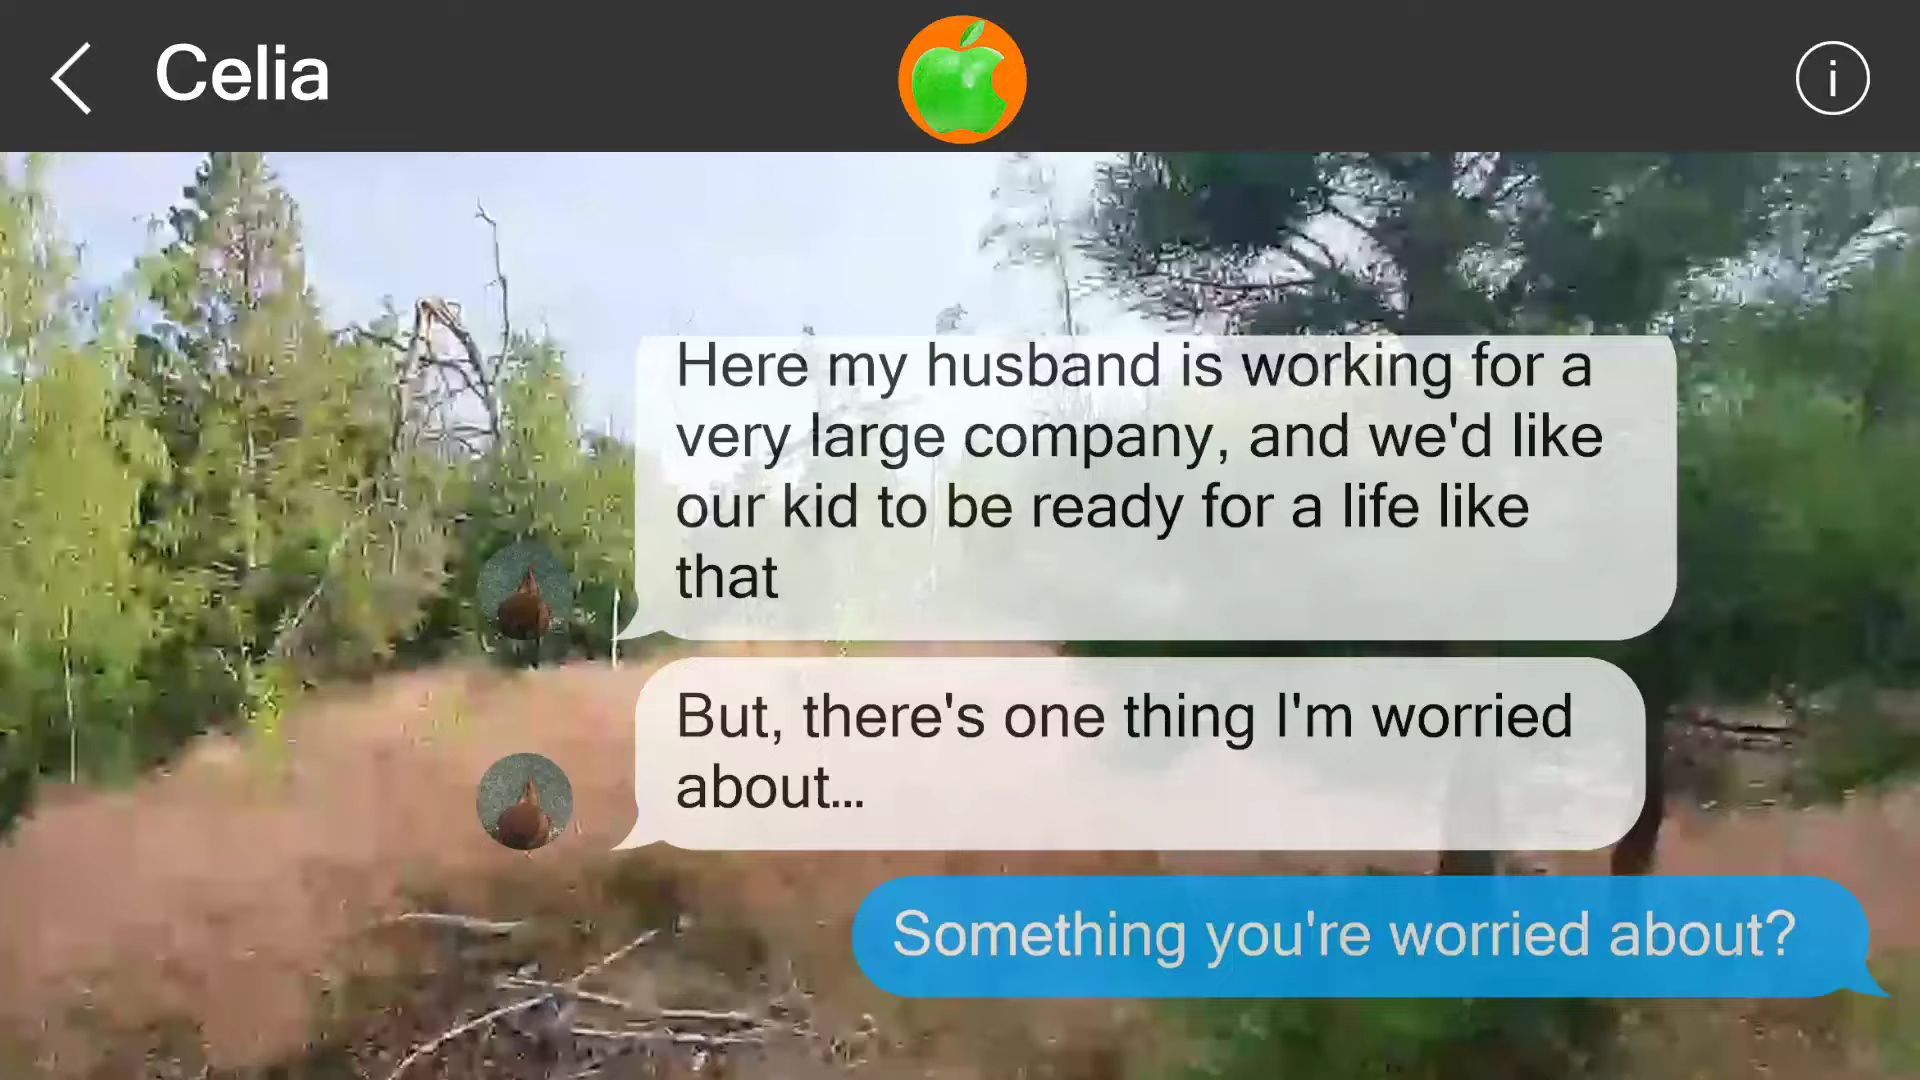 Celia
i
Here my husband is working for a
very large company, and we'd like
our kid to be ready for a life like
that
But, there's one thing I'm worried
about...
Something you're worried about?